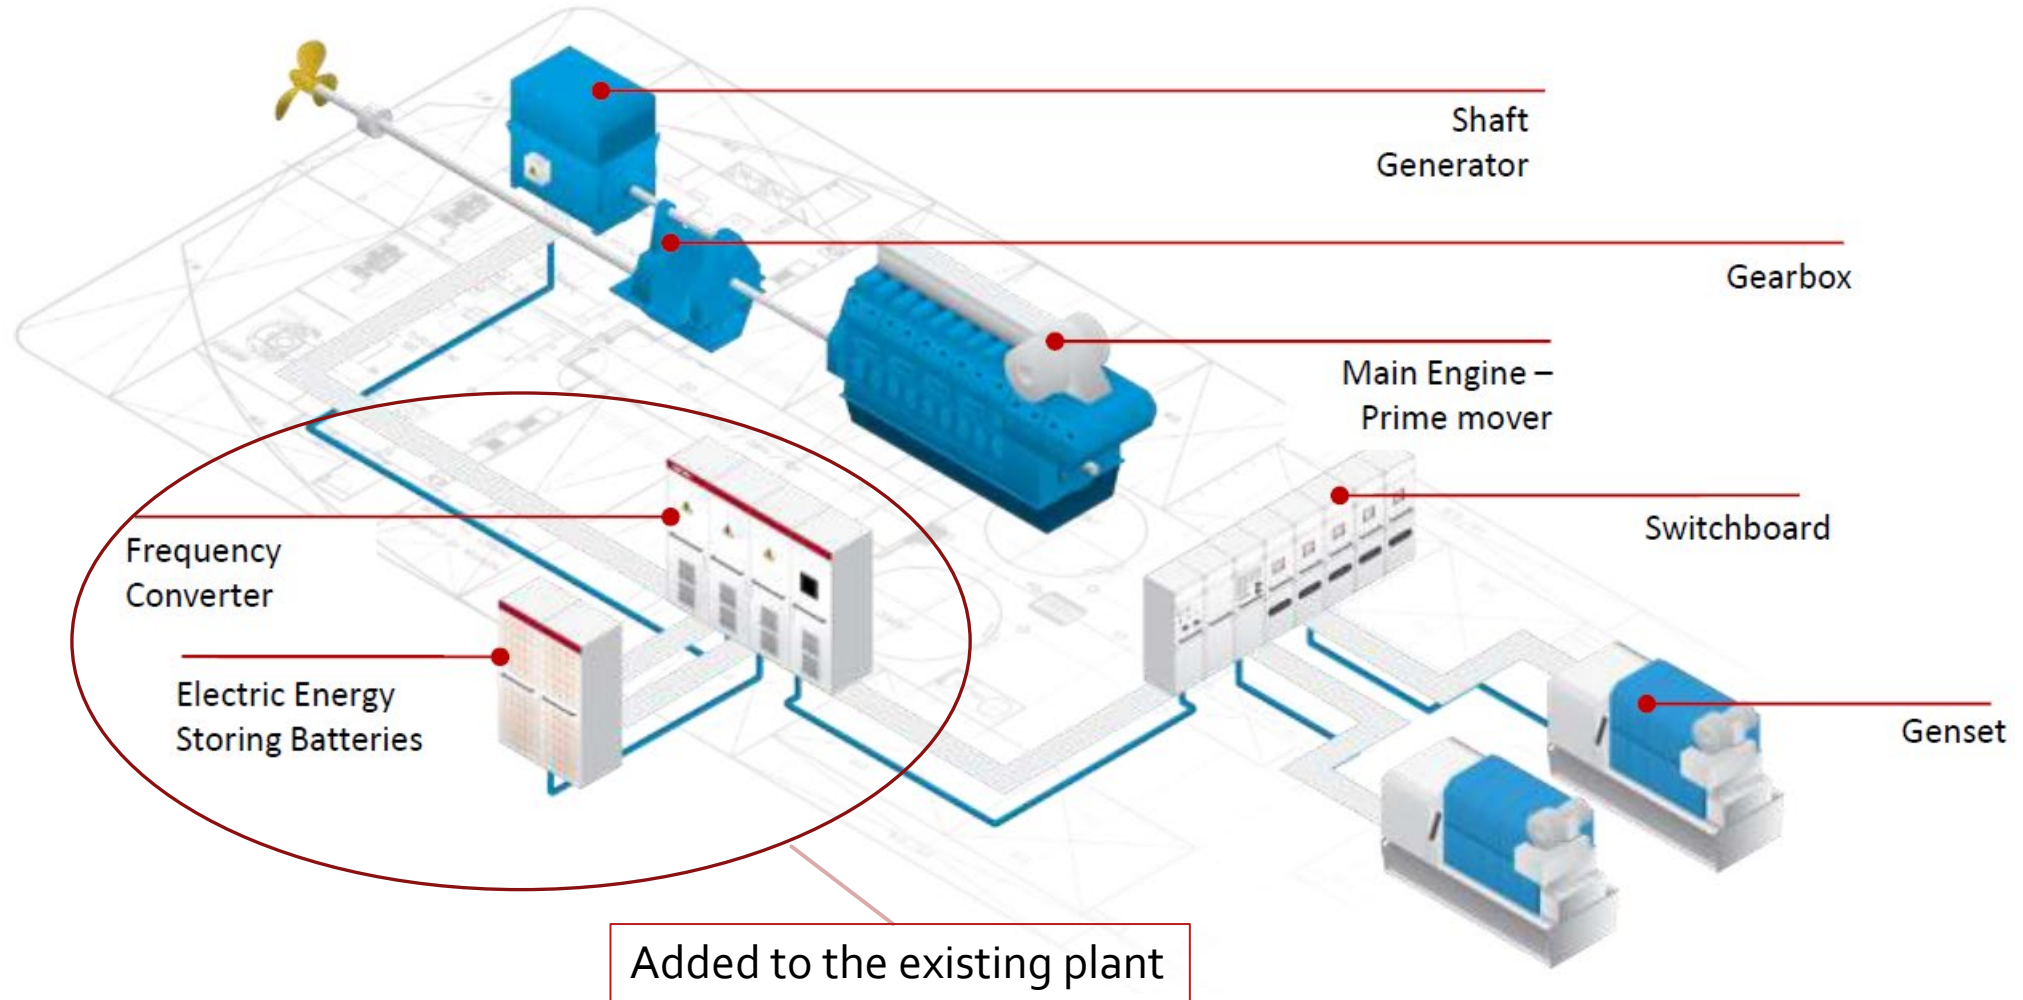 Shaft
Generator
Gearbox
Main Engine –
Prime mover
Switchboard
Frequency
Converter
Electric Energy
Storing Batteries
Genset
Added to the existing plant